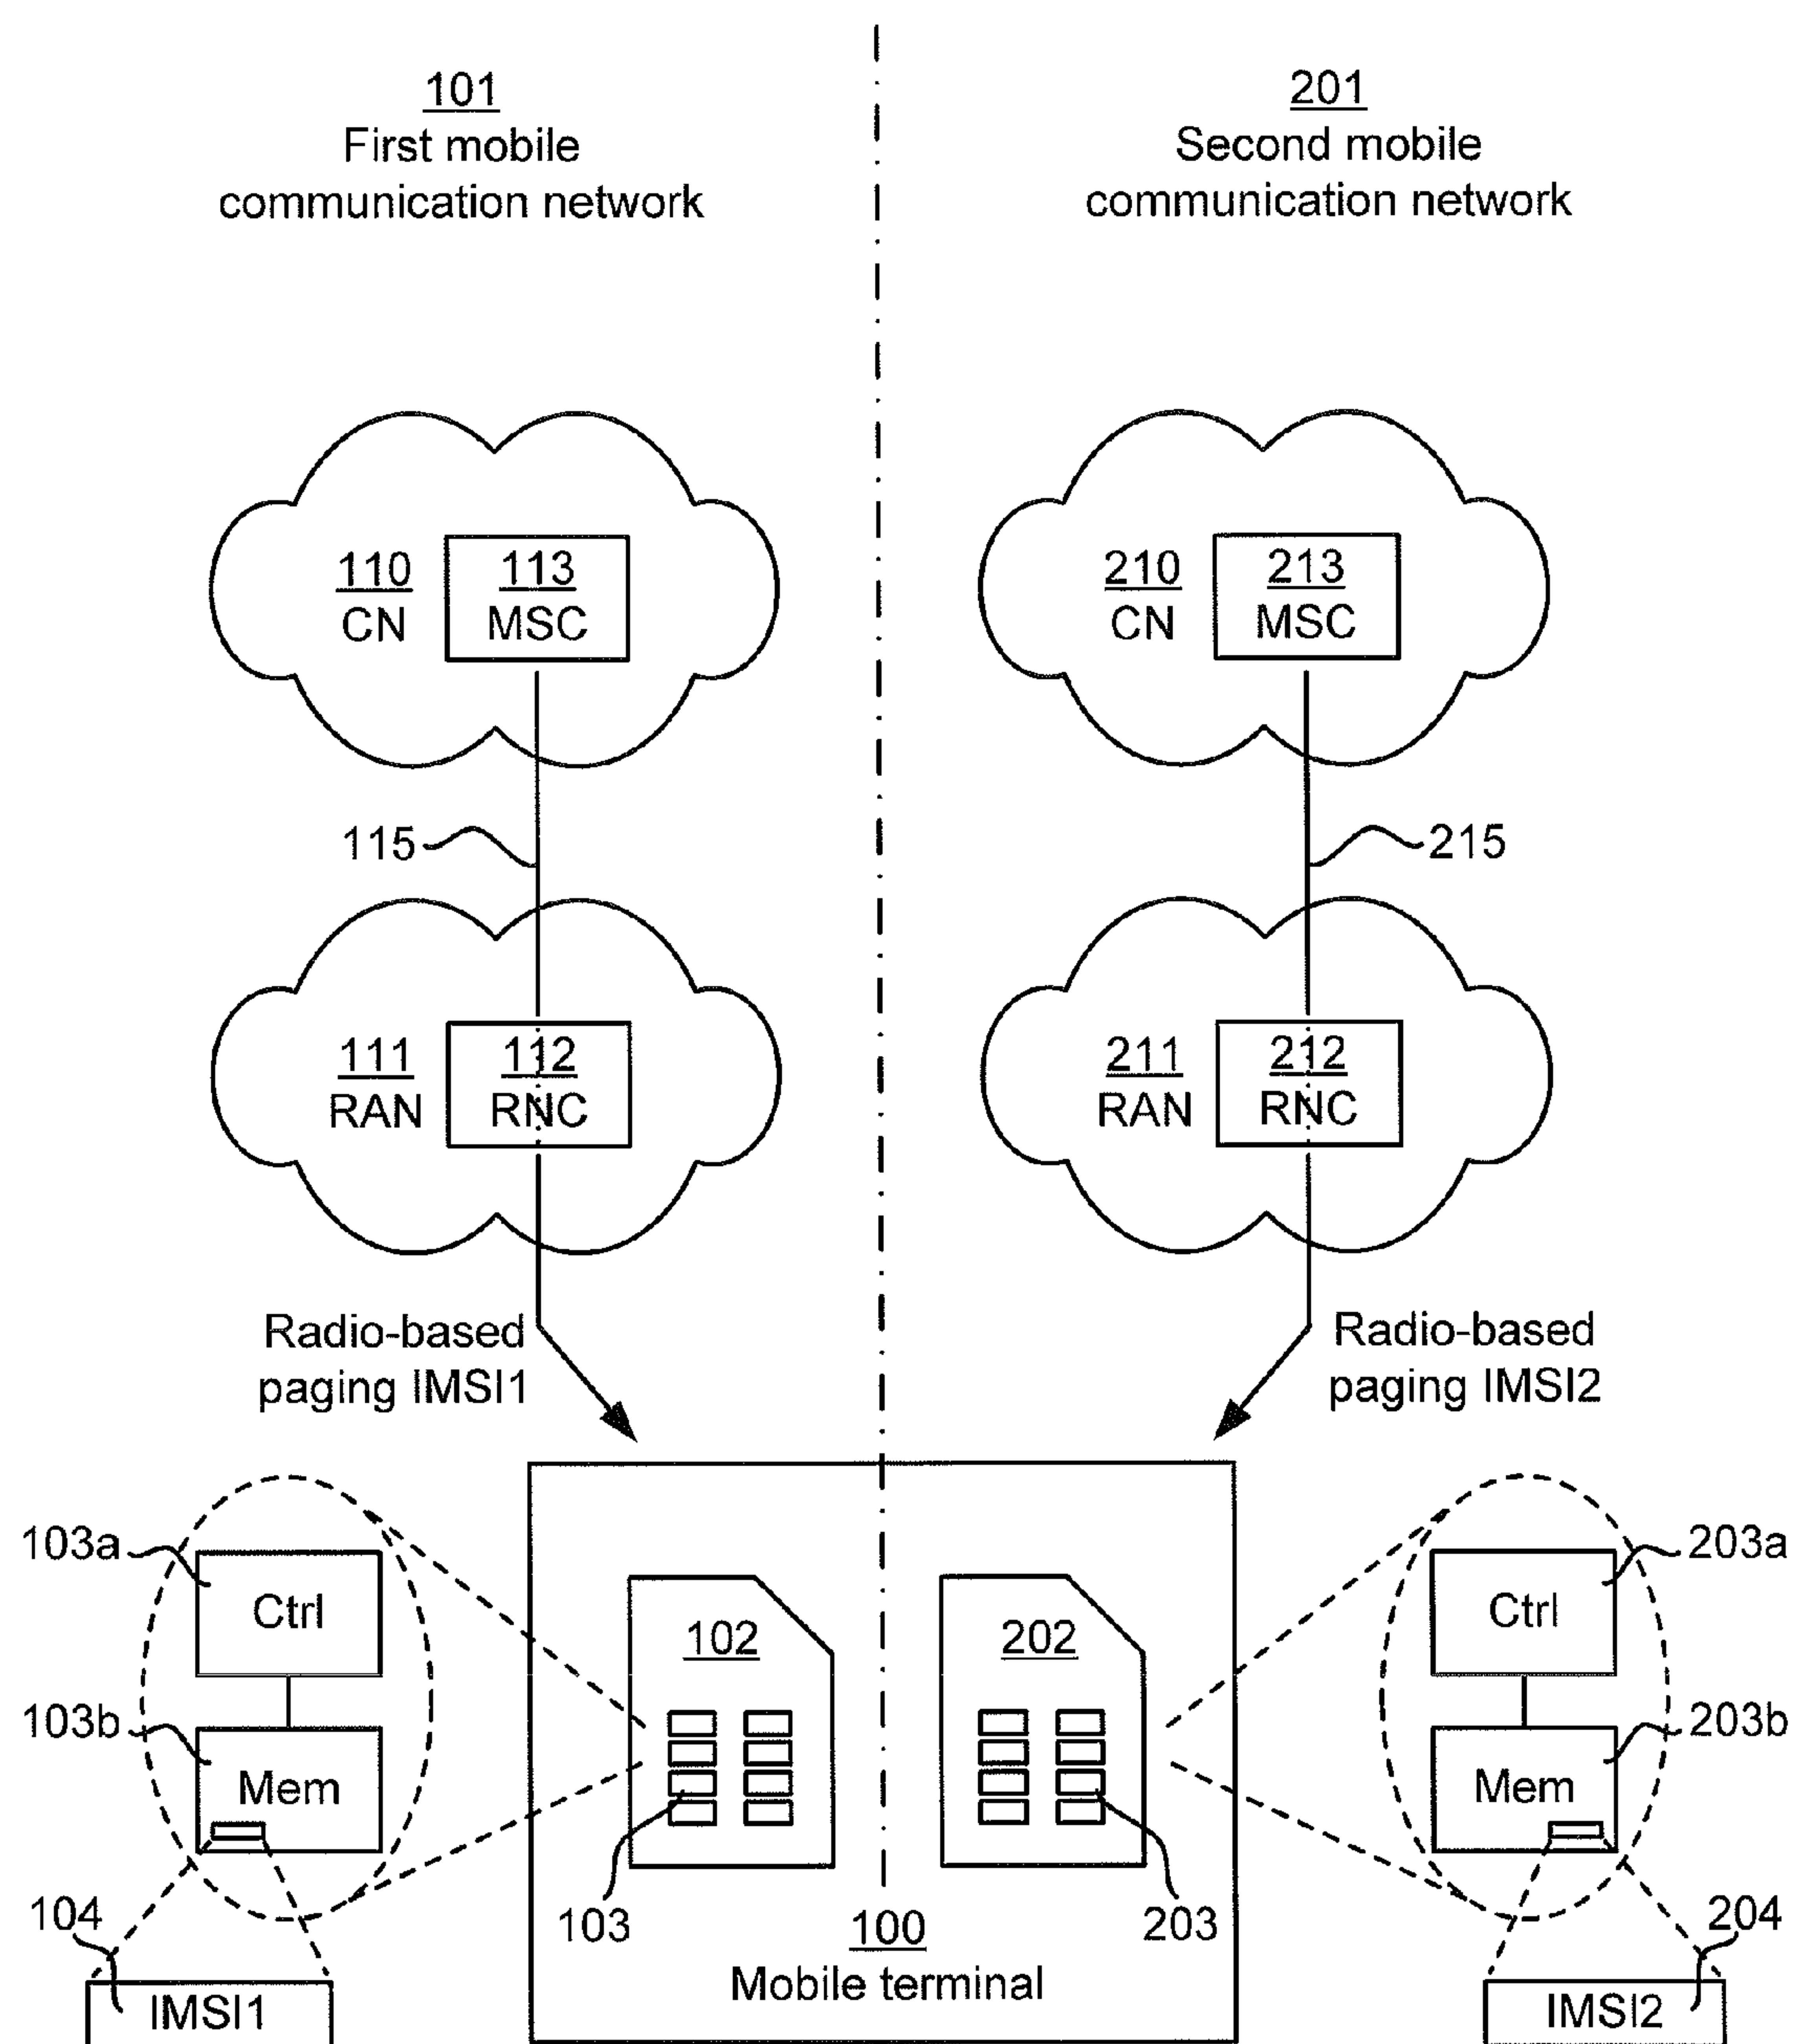 101
First mobile
communication network
201
Second mobile
communication network
110
CN
113
MSC
210
CN
213
MSC
115
215
111
RAN
112
RNC
211
RAN
212
RNC
Radio-based
paging IMSI1
Radio-based
paging IMSI2
103a
Ctrl
103b
Mem
104
IMSI1
102
103
202
203
100
Mobile terminal
203a
Ctrl
203b
Mem
204
IMSI2